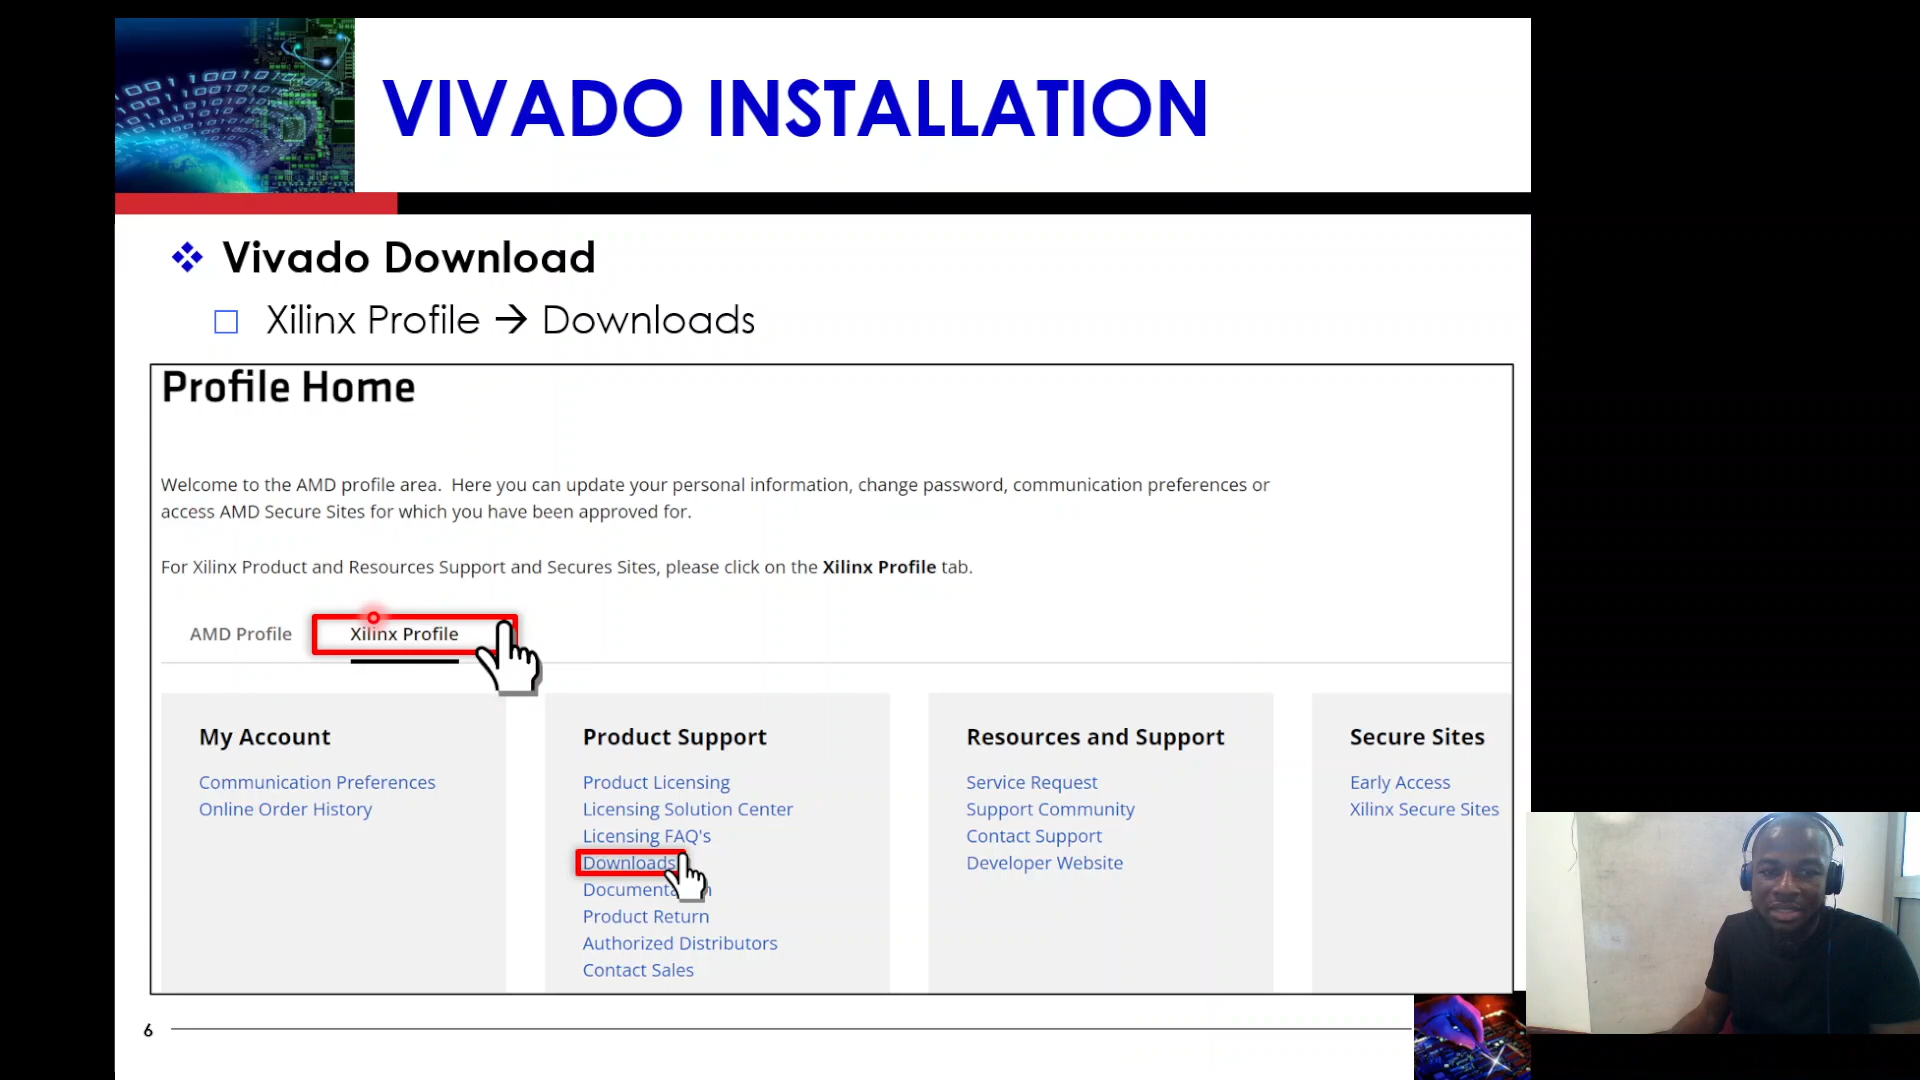 VIVADO INSTALLATION
Vivado Download
Xilinx Profile → Downloads
Profile Home
Welcome to the AMD profile area. Here you can update your personal information, change password, communication preferences or
access AMD Secure Sites for which you have been approved for.
For Xilinx Product and Resources Support and Secures Sites, please click on the Xilinx Profile tab.
AMD Profile
Xilinx Profile
My Account
Communication Preferences
Online Order History
Product Support
Product Licensing
Licensing Solution Center
Licensing FAQ's
Downloads
Product Return
Authorized Distributors
Contact Sales
Resources and Support
Service Request
Support Community
Contact Support
Developer Website
Secure Sites
Early Access
Xilinx Secure Sites
6